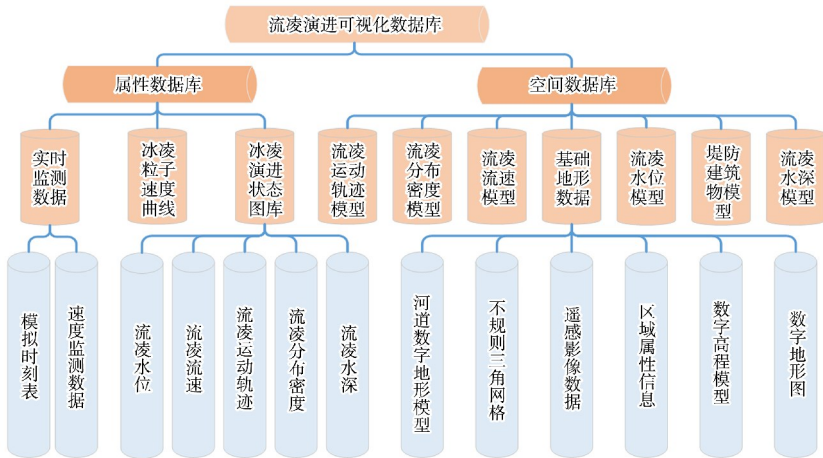 流凌演进可视化数据库
属性数据库
空间数据库
实时
监测
数据
冰凌
粒子
速度
曲线
冰凌
演进
状态
图库
流凌
运动
轨迹
模型
流凌
分布
密度
模型
流凌
流速
模型
基础
地形
数据
流凌
水位
模型
堤防
建筑
物模
型
流凌
水深
模型
模拟时刻表
速度监测数据
流凌水位
流凌流速
流凌运动轨迹
流凌分布密度
流凌水深
河道数字地形模型
不规则三角网格
遥感影像数据
区域属性信息
数字高程模型
数字地形图